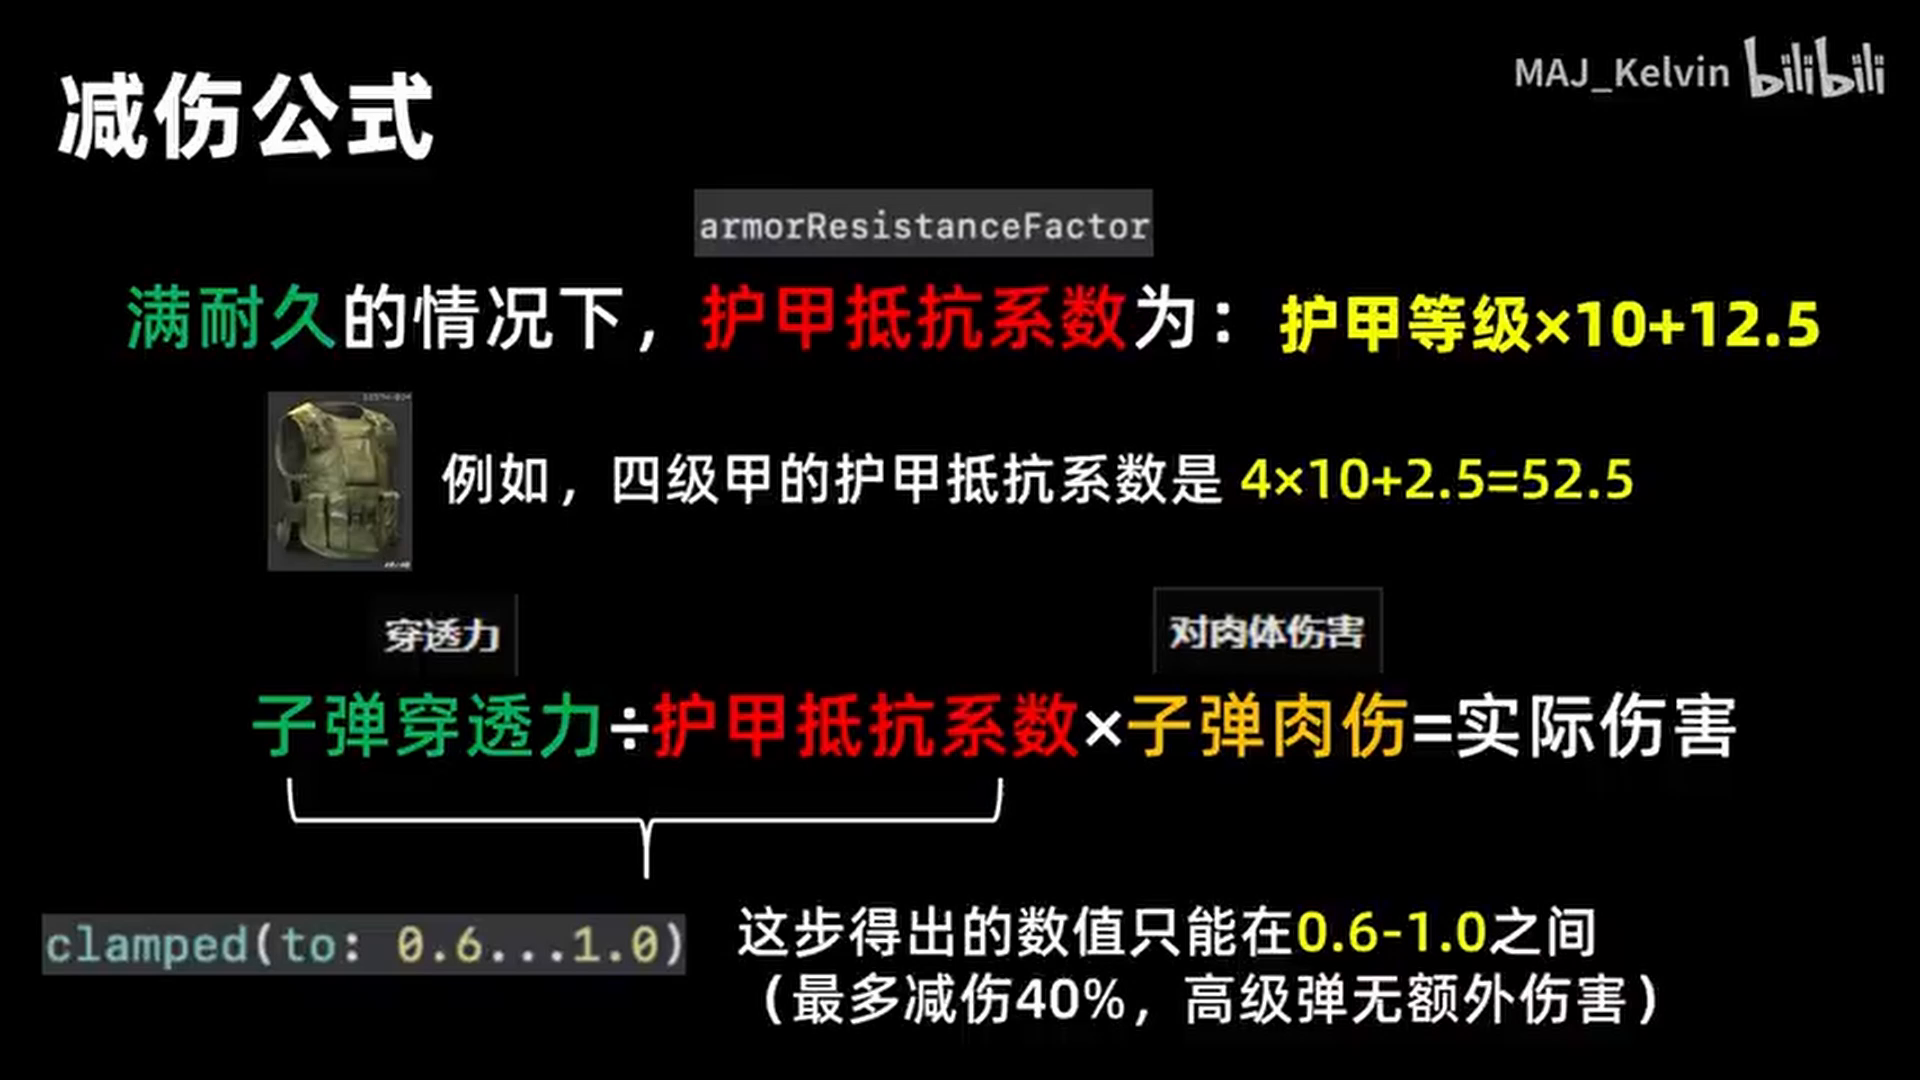 MAJ_Kelvin bilibili
减伤公式
armorResistanceFactor
满耐久的情况下，护甲抵抗系数为：护甲等级×10+12.5
例如，四级甲的护甲抵抗系数是 4×10+2.5=52.5
穿透力
对肉体伤害
子弹穿透力÷护甲抵抗系数×子弹肉伤=实际伤害
clamped(to: 0.6...1.0)
这步得出的数值只能在0.6-1.0之间
（最多减伤40%，高级弹无额外伤害）